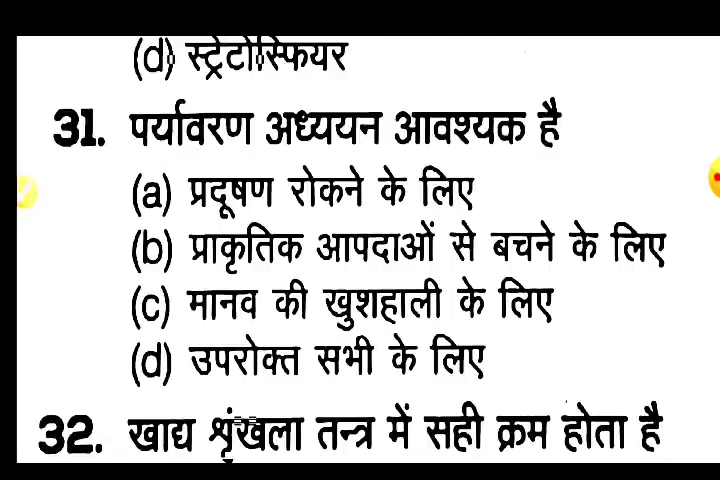 (d) स्ट्रेटोस्फियर
31. पर्यावरण अध्ययन आवश्यक है
(a) प्रदूषण रोकने के लिए
(b) प्राकृतिक आपदाओं से बचने के लिए
(c) मानव की खुशहाली के लिए
(d) उपरोक्त सभी के लिए
32. खाद्य शृंखला तन्त्र में सही क्रम होता है